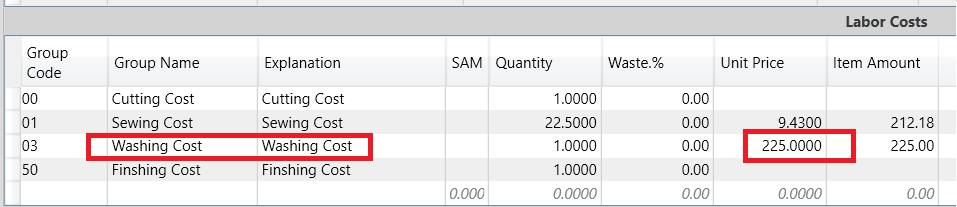 Labor Costs
Group Code Group Name Explanation SAM Quantity Waste.% Unit Price Item Amount
00 Cutting Cost Cutting Cost 1.0000 0.00
01 Sewing Cost Sewing Cost 22.5000 0.00 9.4300 212.18
03 Washing Cost Washing Cost 1.0000 0.00 225.0000 225.00
50 Finshing Cost Finshing Cost 1.0000 0.00
0.000 0.0000 0.00 0.0000 0.00